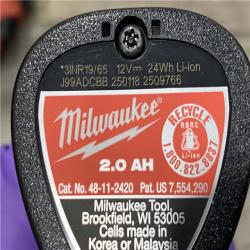 *3INR19/65 12V⎓ 24Wh Li-ion
J99ADCBB 250118 2509766
Milwaukee
2.0 AH
RECYCLE
RBRC
Li-ion
1.800.822.8837
Cat. No. 48-11-2420 Pat. US 7,554,290
Milwaukee Tool,
Brookfield, WI 53005
Cells made in
Korea or Malaysia